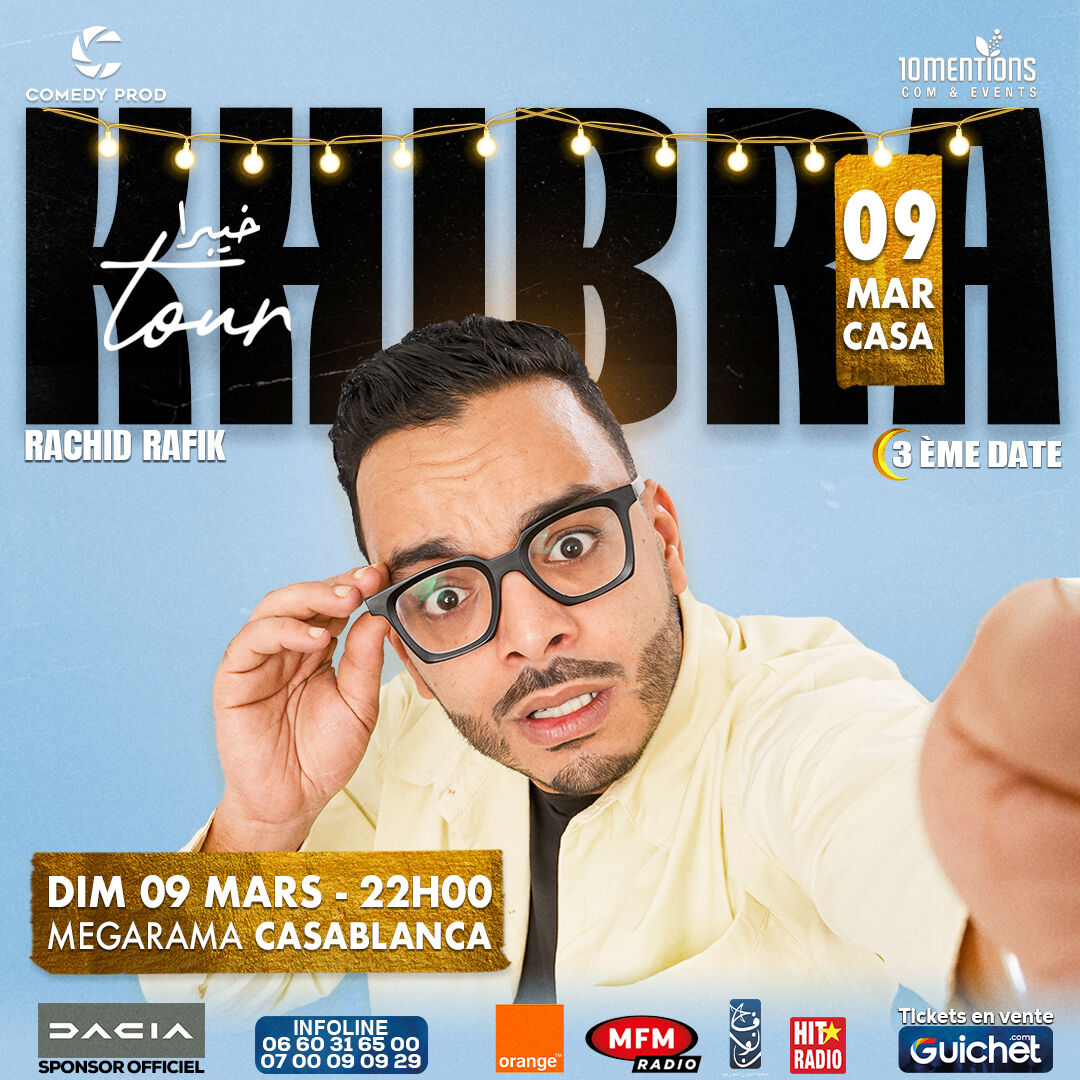 COMEDY PROD
10MENTIONS
COM & EVENTS
KHIBRA
خيبرا
Tour
09
MAR
CASA
RACHID RAFIK
3 ÈME DATE
DIM 09 MARS - 22H00
MEGARAMA CASABLANCA
DACIA
SPONSOR OFFICIEL
INFOLINE
06 60 31 65 00
07 00 09 09 29
orange™
MFM
RADIO
HIT
RADIO
Tickets en vente
Guichet.com